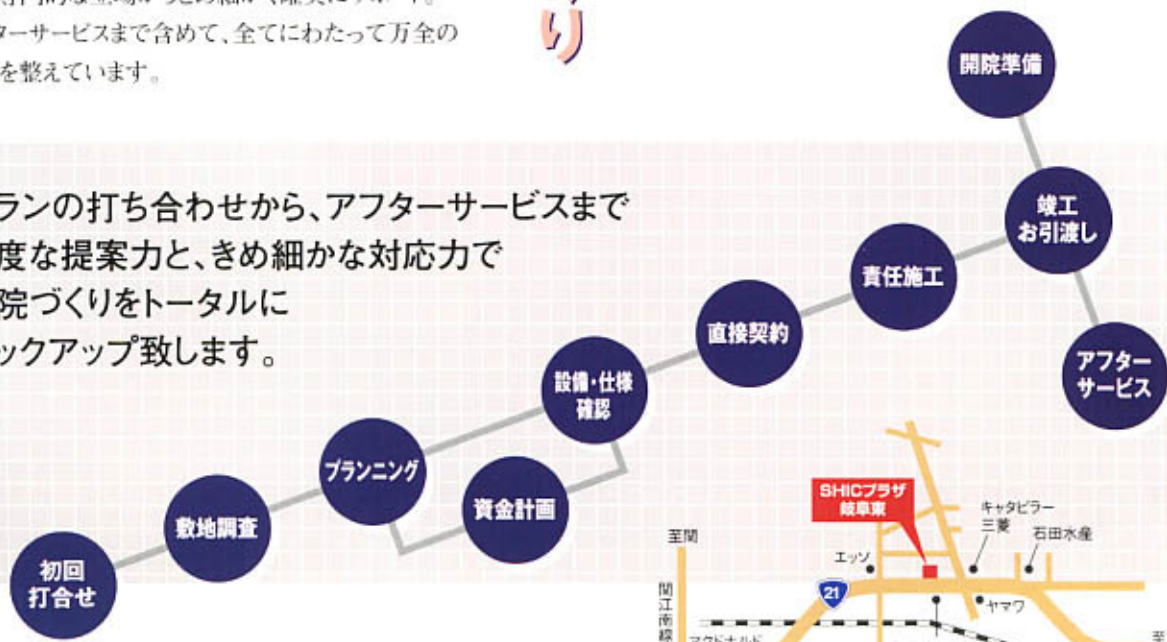 ターサービスまで含めて、全てにわたって万全の
を整えています。
り
ランの打ち合わせから、アフターサービスまで
度な提案力と、きめ細かな対応力で
院づくりをトータルに
ックアップ致します。
開院準備
竣工
お引渡し
アフター
サービス
責任施工
直接契約
設備・仕様
確認
資金計画
プランニング
敷地調査
初回
打合せ
SHICプラザ
岐阜東
キャタピラー
三菱
石田水産
至関
エッソ
21
ヤマワ
関江南線
マクドナルド
至